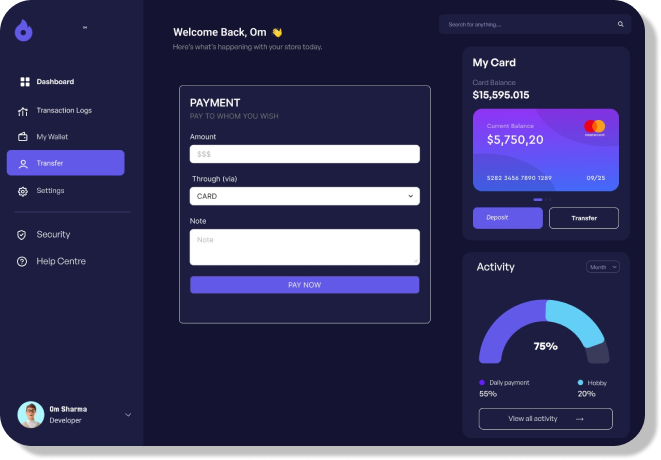 Welcome Back, Om 👋
Here's what's happening with your store today.
Search for anything...
Dashboard
Transaction Logs
My Wallet
Transfer
Settings
Security
Help Centre
Om Sharma
Developer
PAYMENT
PAY TO WHOM YOU WISH
Amount
$$$
Through (via)
CARD
Note
Note
PAY NOW
My Card
Card Balance
$15,595.015
Current Balance
$5,750,20
5282 3456 7890 1289
09/25
Deposit
Transfer
Activity
Month
75%
Daily payment
55%
Hobby
20%
View all activity →